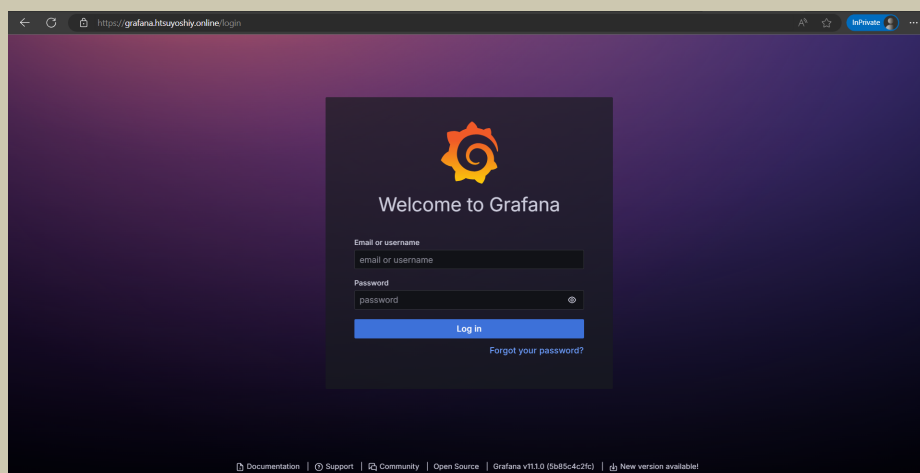 https://grafana.htsuyoshiy.online/login
InPrivate
Welcome to Grafana
Email or username
email or username
Password
password
Log in
Forgot your password?
Documentation | Support | Community | Open Source | Grafana v11.1.0 (5b85c4c2fc) | New version available!